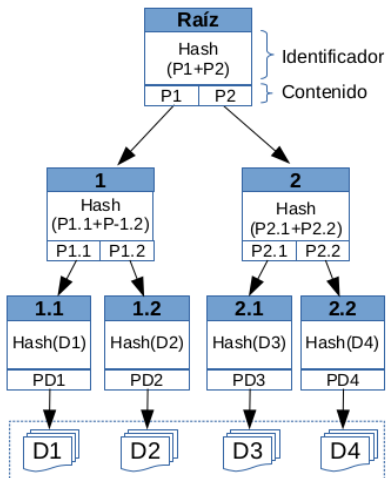 Raíz
Hash
(P1+P2)
Identificador
P1 P2
Contenido
1 2
Hash Hash
(P1.1+P-1.2) (P2.1+P2.2)
P1.1 P1.2 P2.1 P2.2
1.1 1.2 2.1 2.2
Hash(D1) Hash(D2) Hash(D3) Hash(D4)
PD1 PD2 PD3 PD4
D1 D2 D3 D4